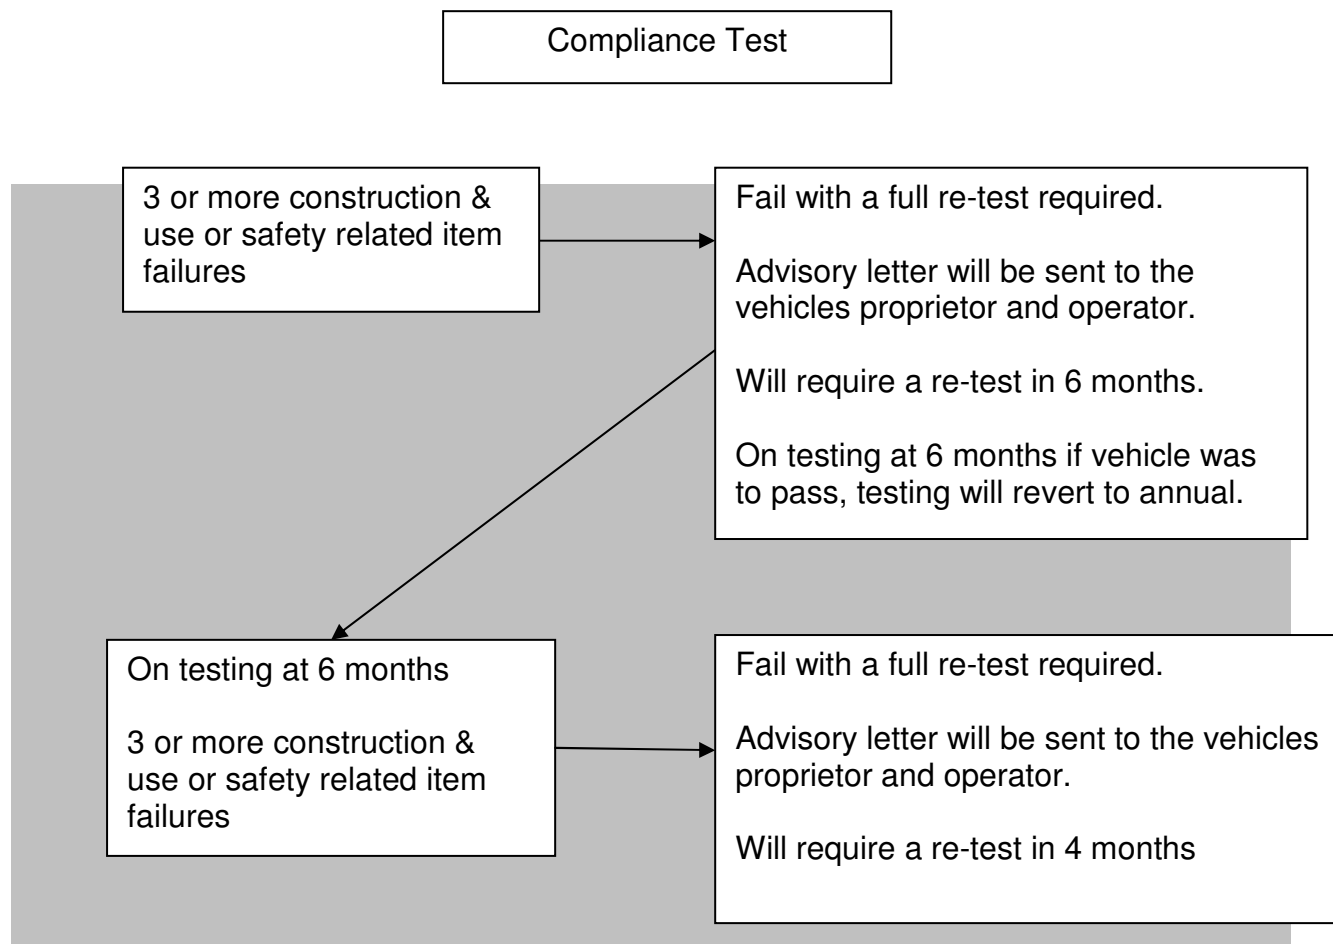 Compliance Test
3 or more construction &
use or safety related item
failures
Fail with a full re-test required.
Advisory letter will be sent to the
vehicles proprietor and operator.
Will require a re-test in 6 months.
On testing at 6 months if vehicle was
to pass, testing will revert to annual.
On testing at 6 months
3 or more construction &
use or safety related item
failures
Fail with a full re-test required.
Advisory letter will be sent to the vehicles
proprietor and operator.
Will require a re-test in 4 months